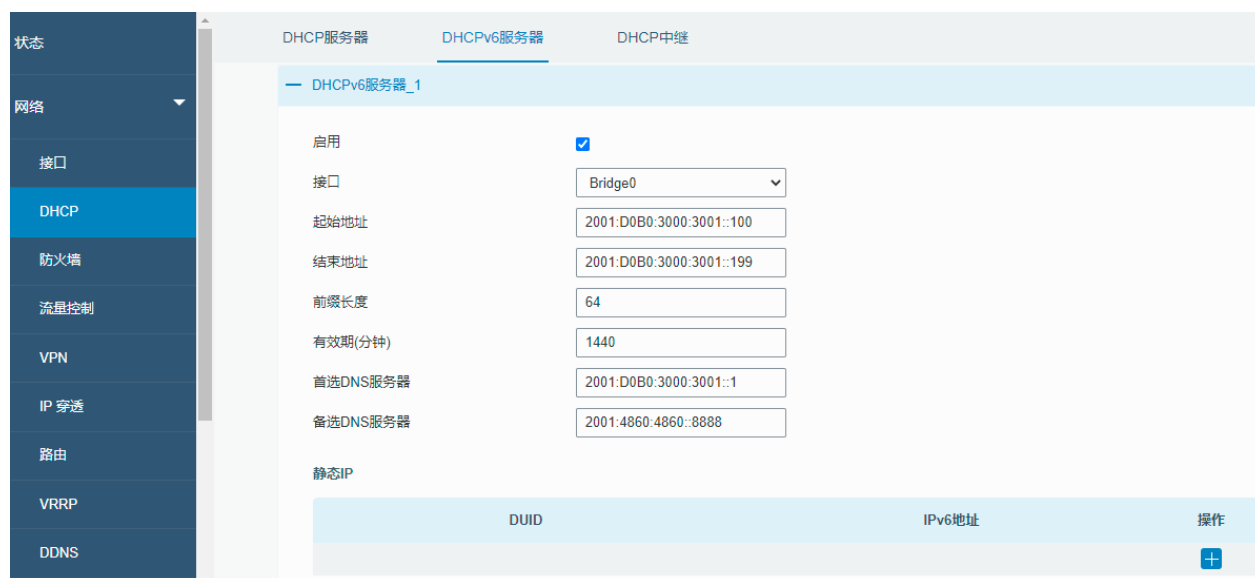 状态
网络
接口
DHCP
防火墙
流量控制
VPN
IP 穿透
路由
VRRP
DDNS
DHCP服务器 DHCPv6服务器 DHCP中继
DHCPv6服务器_1
启用
接口 Bridge0
起始地址 2001:D0B0:3000:3001::100
结束地址 2001:D0B0:3000:3001::199
前缀长度 64
有效期(分钟) 1440
首选DNS服务器 2001:D0B0:3000:3001::1
备选DNS服务器 2001:4860:4860::8888
静态IP
DUID IPv6地址 操作